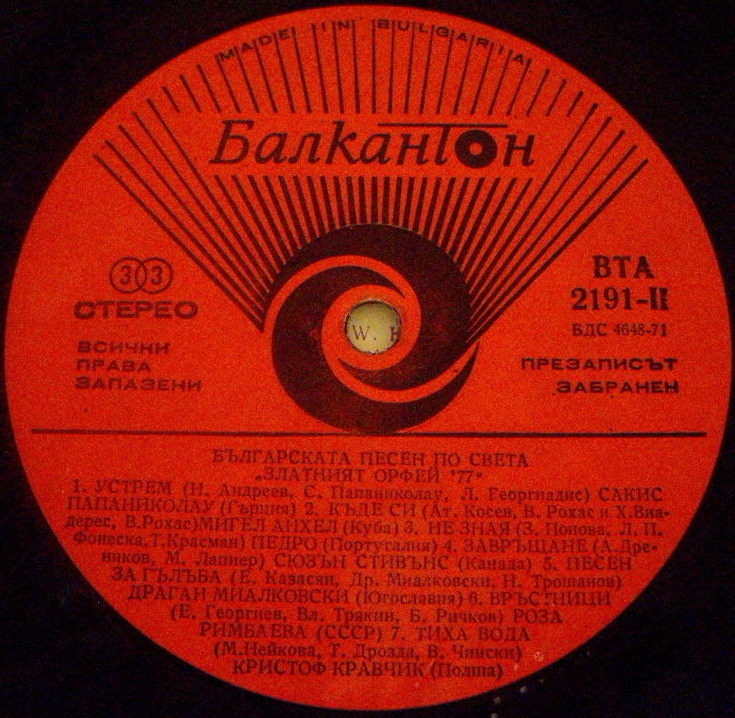 MADE IN BULGARIA
Балкантон
33
СТЕРЕО
ВСИЧКИ
ПРАВА
ЗАПАЗЕНИ
ВТА
2191-II
БДС 4648-71
ПРЕЗАПИСЪТ
ЗАБРАНЕН
W.
БЪЛГАРСКАТА ПЕСЕН ПО СВЕТА
„ЗЛАТНИЯТ ОРФЕЙ '77“
1. УСТРЕМ (Н. Андреев, С. Папаниколау, Л. Георгиадис) САКИС
ПАПАНИКОЛАУ (Гърция) 2. КЪДЕ СИ (Ат. Косев, В. Рохас и Х.Виа-
дерес, В.Рохас)МИГЕЛ АНХЕЛ (Куба) 3. НЕ ЗНАЯ (З. Попова, Л. П.
Фонеска,Т.Красман) ПЕДРО (Португалия) 4. ЗАВРЪЩАНЕ (А.Дре-
ников, М. Лапиер) СЮЗЪН СТИВЪНС (Канада) 5. ПЕСЕН
ЗА ГЪЛЪБА (Е. Казасян, Др. Миалковски, Н. Трошанов)
ДРАГАН МИАЛКОВСКИ (Югославия) 6. ВРЪСТНИЦИ
(Е. Георгиев, Вл. Трякин, Б. Ричков) РОЗА
РИМБАЕВА (СССР) 7. ТИХА ВОДА
(М.Нейкова, Т. Дрозда, В. Чински)
КРИСТОФ КРАВЧИК (Полша)